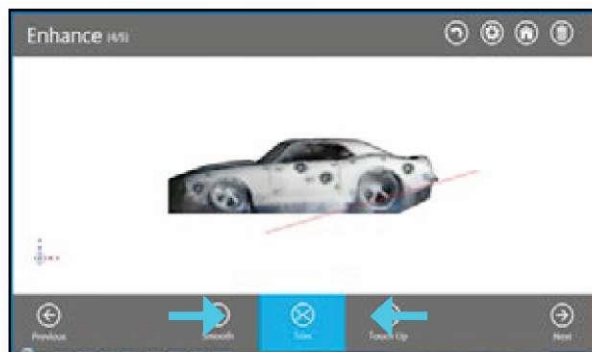 Enhance (4/5)
Previous
Smooth
Trim
Touch Up
Next